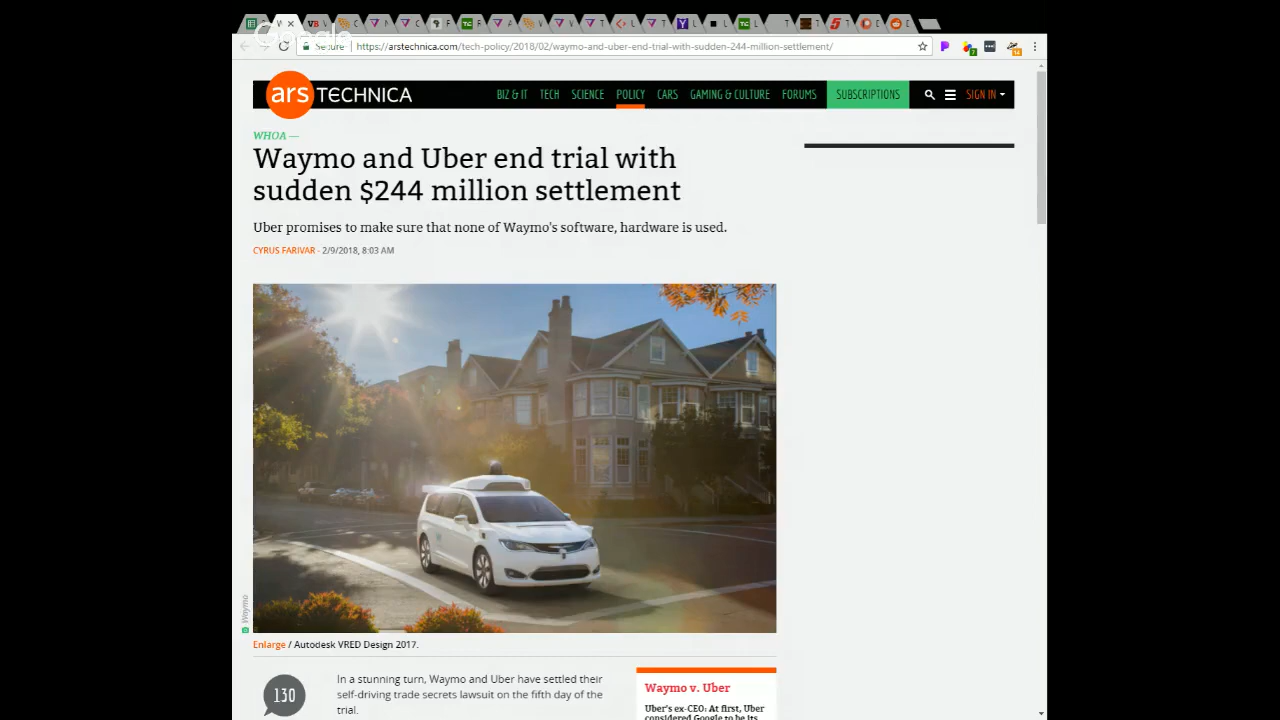 Google
Secure
https://arstechnica.com/tech-policy/2018/02/waymo-and-uber-end-trial-with-sudden-244-million-settlement/
ars TECHNICA
BIZ & IT TECH SCIENCE POLICY CARS GAMING & CULTURE FORUMS SUBSCRIPTIONS SIGN IN
WHOA —
Waymo and Uber end trial with
sudden $244 million settlement
Uber promises to make sure that none of Waymo's software, hardware is used.
CYRUS FARIVAR - 2/9/2018, 8:03 AM
Waymo
Enlarge / Autodesk VRED Design 2017.
130
In a stunning turn, Waymo and Uber have settled their
self-driving trade secrets lawsuit on the fifth day of the
trial.
Waymo v. Uber
Uber's ex-CEO: At first, Uber
considered Google to be its